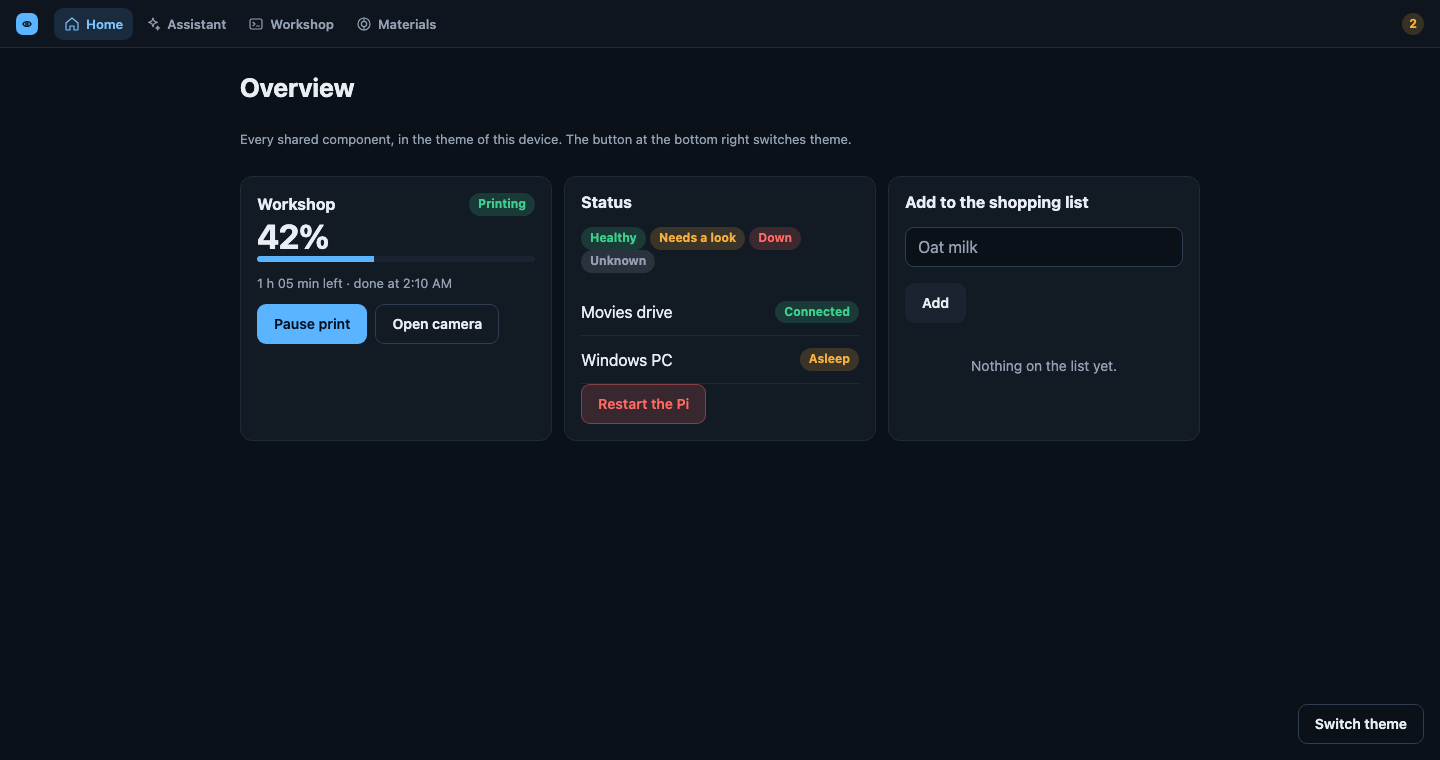 Home Assistant Workshop Materials 2
Overview
Every shared component, in the theme of this device. The button at the bottom right switches theme.
Workshop Printing
42%
1 h 05 min left · done at 2:10 AM
Pause print Open camera
Status
Healthy Needs a look Down
Unknown
Movies drive Connected
Windows PC Asleep
Restart the Pi
Add to the shopping list
Oat milk
Add
Nothing on the list yet.
Switch theme